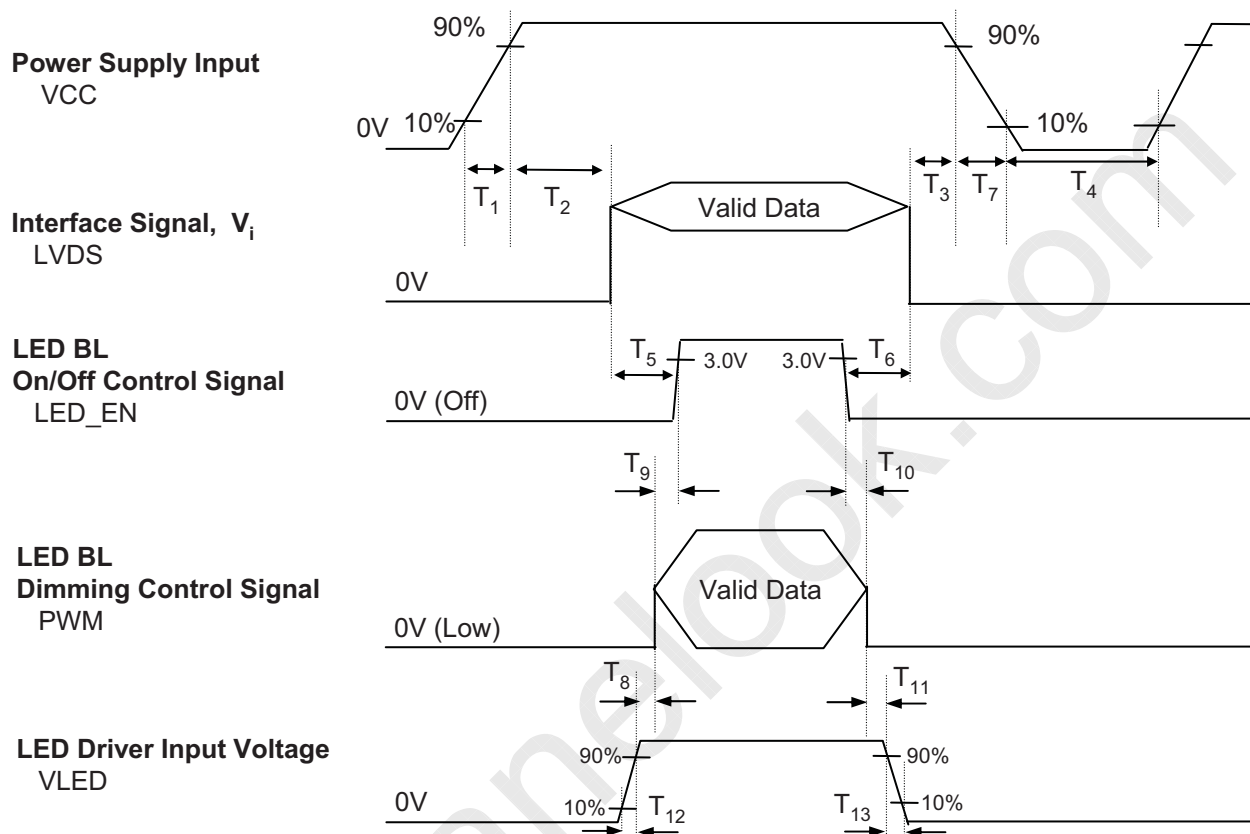 Power Supply Input
VCC
90%
90%
0V
10%
10%
T1
T2
T3
T7
T4
Interface Signal, Vi
LVDS
Valid Data
0V
LED BL
On/Off Control Signal
LED_EN
T5
3.0V
3.0V
T6
0V (Off)
T9
T10
LED BL
Dimming Control Signal
PWM
Valid Data
0V (Low)
T8
T11
LED Driver Input Voltage
VLED
90%
90%
0V
10%
T12
T13
10%
anelook.com